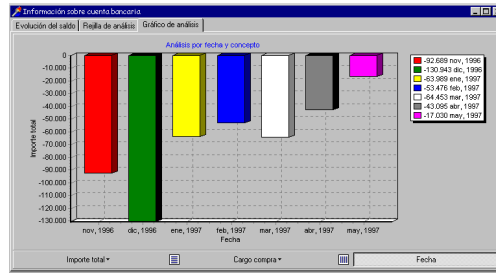 Información sobre cuenta bancaria
Evolución del saldo Rejilla de análisis Gráfico de análisis
Análisis por fecha y concepto
Importe total
0
-10.000
-20.000
-30.000
-40.000
-50.000
-60.000
-70.000
-80.000
-90.000
-100.000
-110.000
-120.000
-130.000
nov, 1996 dic, 1996 ene, 1997 feb, 1997 mar, 1997 abr, 1997 may, 1997
Fecha
-92.689 nov, 1996
-130.943 dic, 1996
-63.989 ene, 1997
-53.476 feb, 1997
-64.453 mar, 1997
-43.095 abr, 1997
-17.030 may, 1997
Importe total Cargo compra Fecha